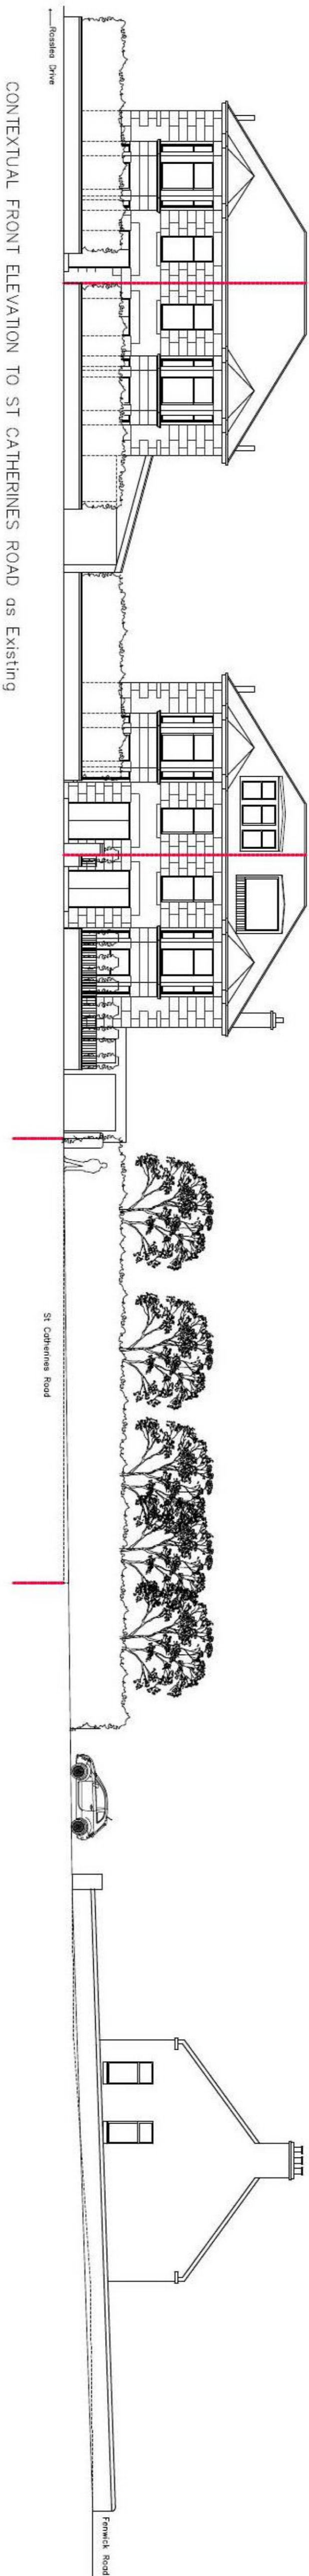 Rosslea Drive
St Catherines Road
Fenwick Road
CONTEXTUAL FRONT ELEVATION TO ST CATHERINES ROAD as Existing